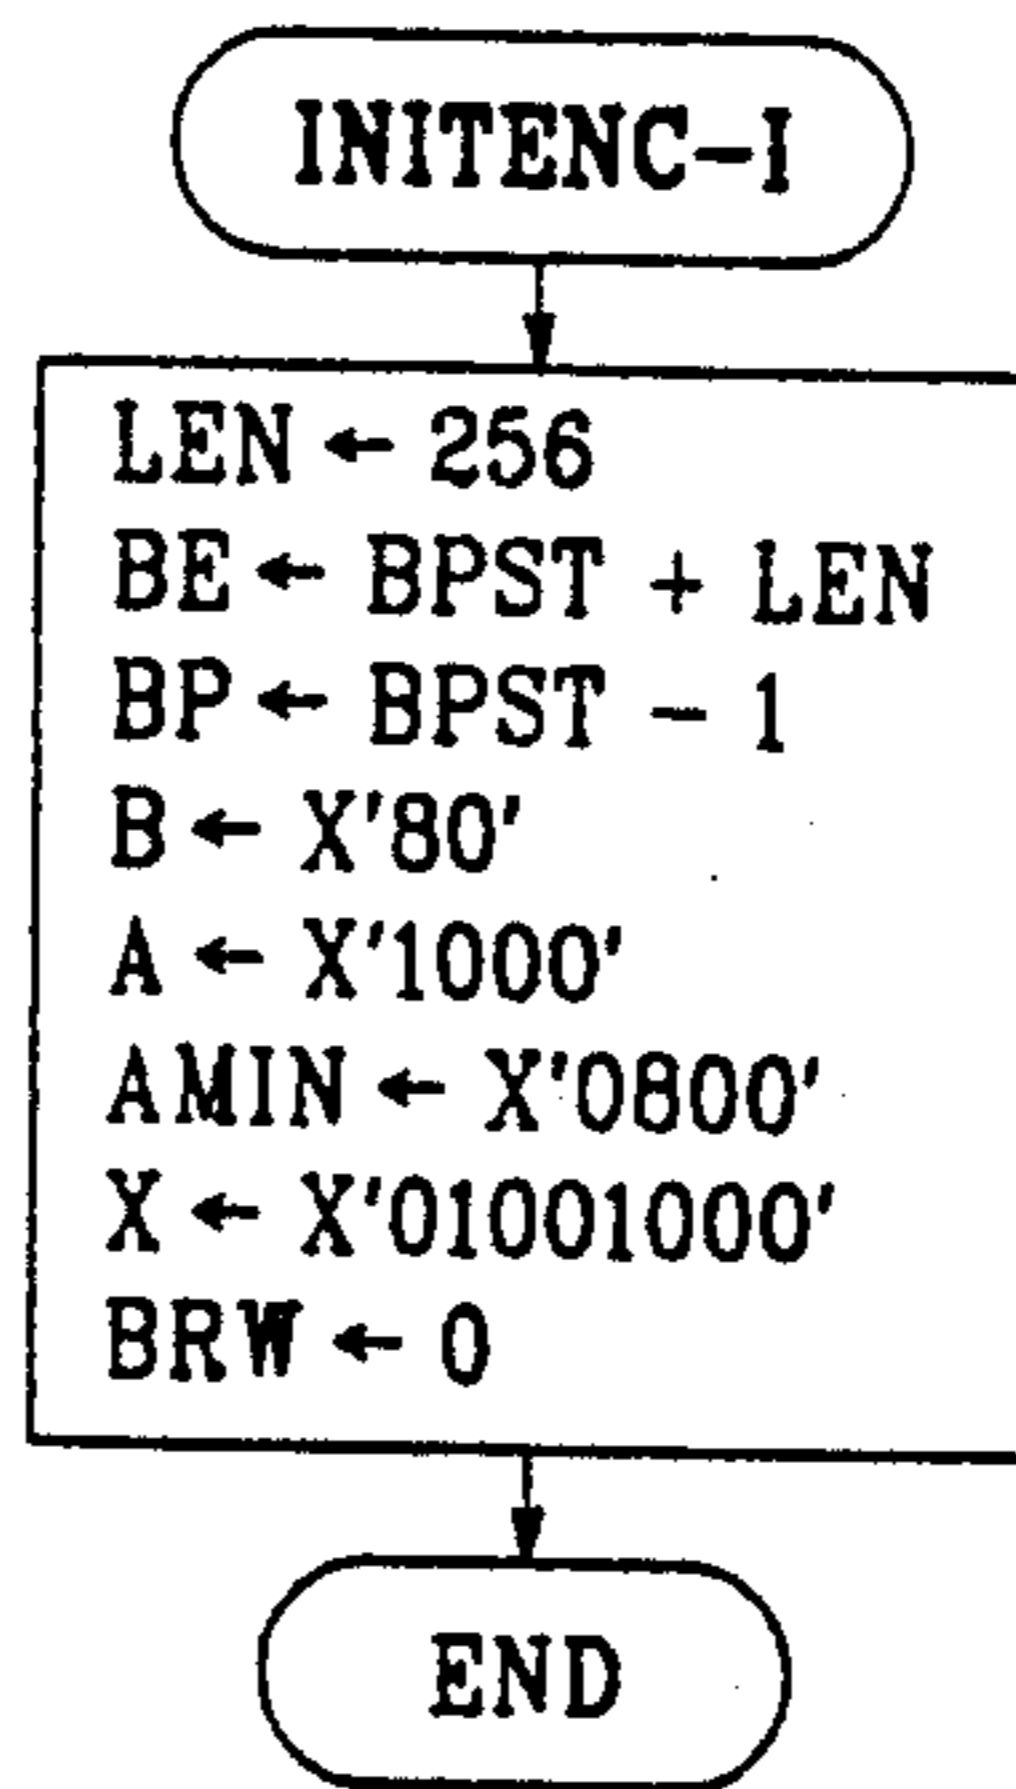 INITENC-I
LEN ← 256
BE ← BPST + LEN
BP ← BPST - 1
B ← X'80'
A ← X'1000'
AMIN ← X'0800'
X ← X'01001000'
BRW ← 0
END